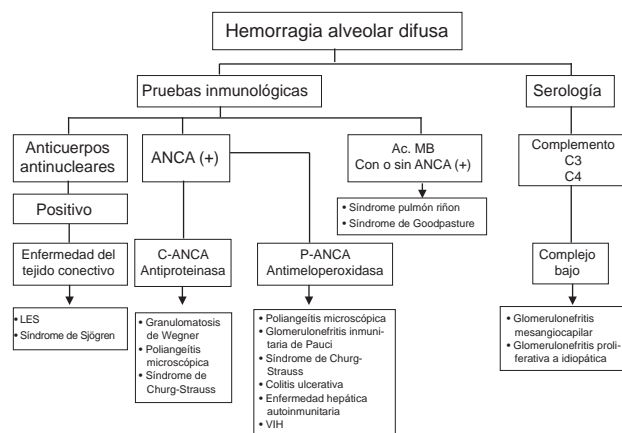 Hemorragia alveolar difusa
Pruebas inmunológicas
Serología
Anticuerpos
antinucleares
ANCA (+)
Ac. MB
Con o sin ANCA (+)
Complemento
C3
C4
Positivo
• Síndrome pulmón riñon
• Síndrome de Goodpasture
Enfermedad del
tejido conectivo
C-ANCA
Antiproteinasa
P-ANCA
Antimeloperoxidasa
Complejo
bajo
• LES
• Síndrome de Sjögren
• Granulomatosis
de Wegner
• Poliangeítis
microscópica
• Síndrome de
Churg-Strauss
• Poliangeítis microscópica
• Glomerulonefritis inmuni-
taria de Pauci
• Síndrome de Churg-
Strauss
• Colitis ulcerativa
• Enfermedad hepática
autoinmunitaria
• VIH
• Glomerulonefritis
mesangiocapilar
• Glomerulonefritis proli-
ferativa a idiopática